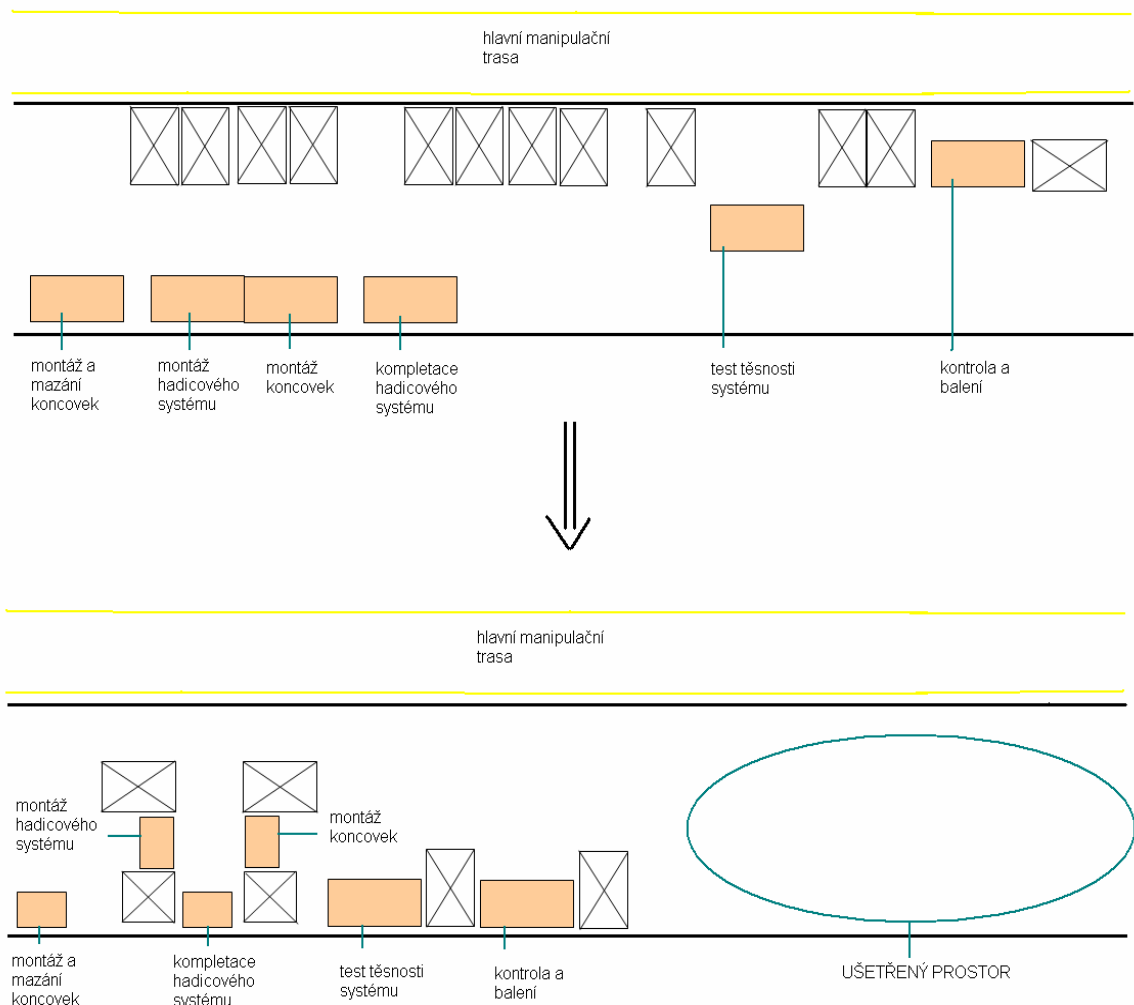 hlavní manipulační
trasa
montáž a
mazání
koncovek
montáž
hadicového
systému
montáž
koncovek
kompletace
hadicového
systému
test těsnosti
systému
kontrola a
balení
hlavní manipulační
trasa
montáž
hadicového
systému
montáž
koncovek
montáž a
mazání
koncovek
kompletace
hadicového
systému
test těsnosti
systému
kontrola a
balení
UŠETŘENÝ PROSTOR